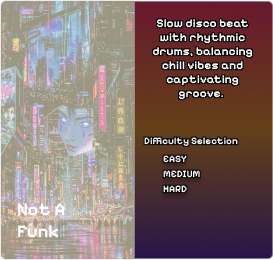 Slow disco beat
with rhythmic
drums, balancing
chill vibes and
captivating
groove.
Difficulty Selection
EASY
MEDIUM
HARD
Not A
Funk